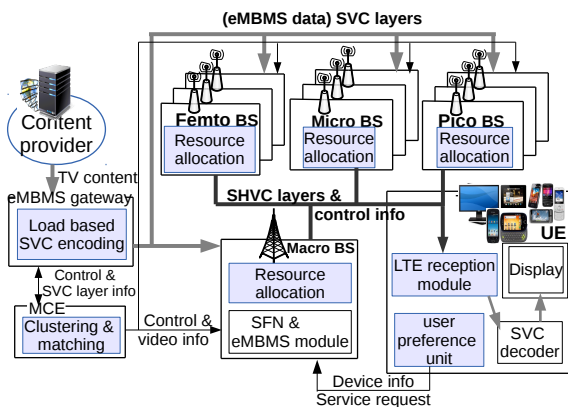 (eMBMS data) SVC layers
Femto BS
Resource
allocation
Micro BS
Resource
allocation
Pico BS
Resource
allocation
Content
provider
TV content
eMBMS gateway
Load based
SVC encoding
Control &
SVC layer info
MCE
Clustering &
matching
Control &
video info
SHVC layers &
control info
Macro BS
Resource
allocation
SFN &
eMBMS module
UE
LTE reception
module
Display
user
preference
unit
SVC
decoder
Device info
Service request